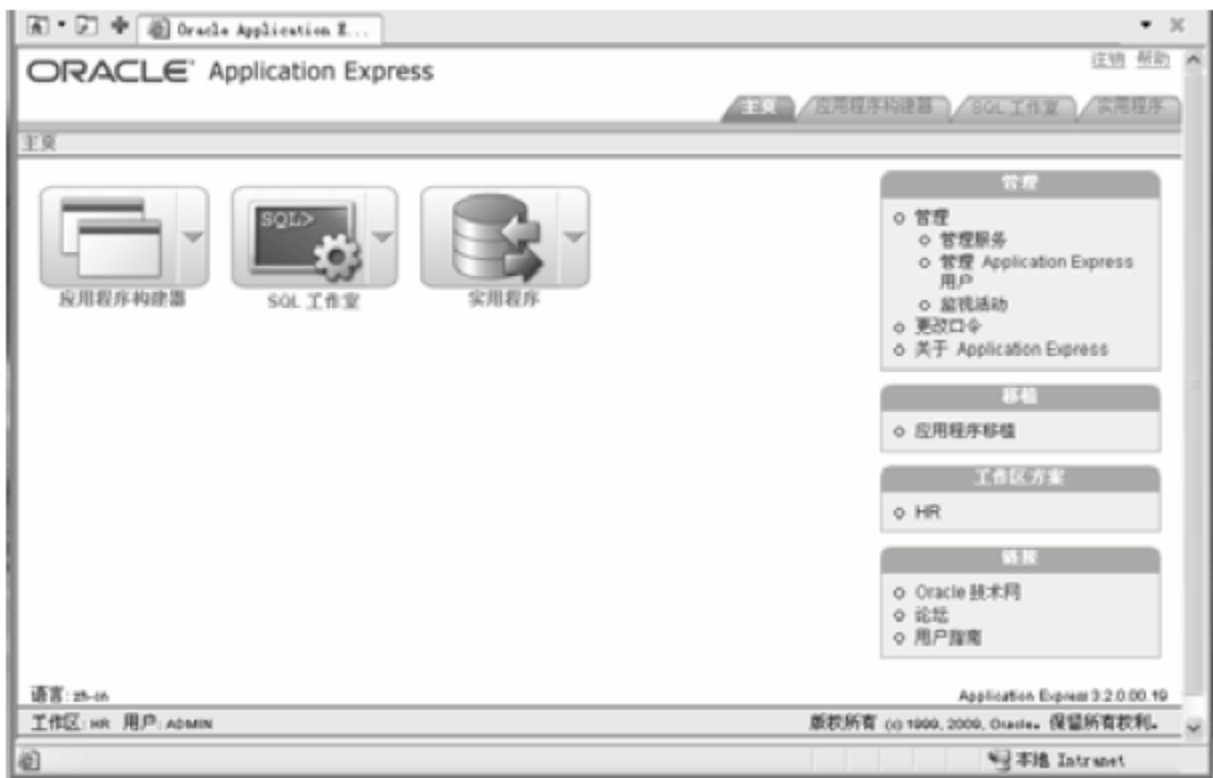 Oracle Application E...
ORACLE Application Express
注销 帮助
主页 应用程序构建器 SQL 工作室 实用程序
主页
SQL>
应用程序构建器
SQL 工作室
实用程序
管理
管理
管理服务
管理 Application Express
用户
监视活动
更改口令
关于 Application Express
移植
应用程序移植
工作区方案
HR
链接
Oracle 技术网
论坛
用户指南
语言: zh-cn
Application Express 3.2.0.00.19
工作区: HR 用户: ADMIN
版权所有 (c) 1999, 2009, Oracle。保留所有权利。
本地 Intranet